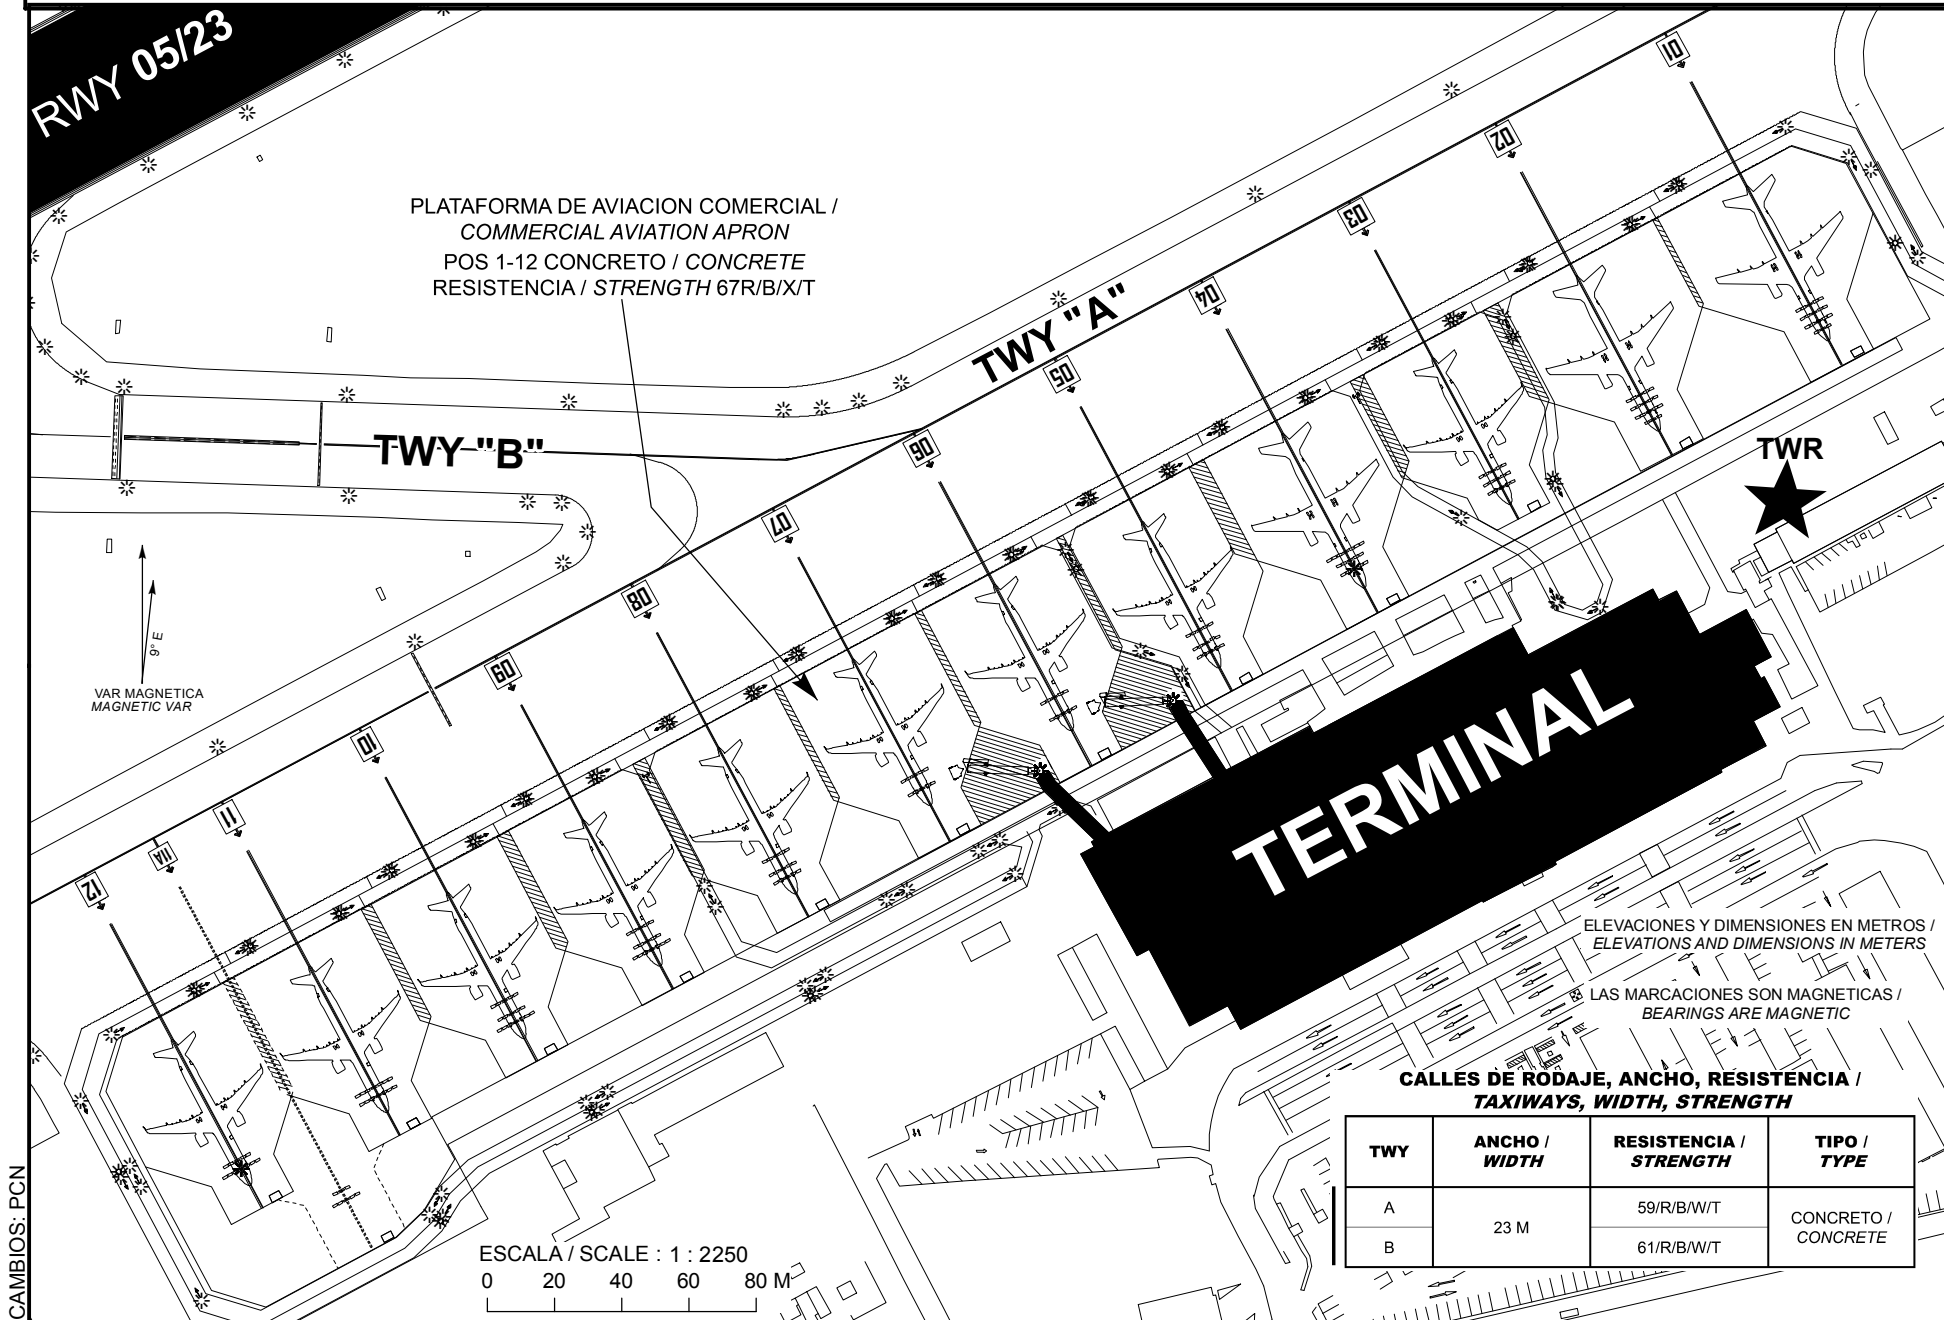 RWY 05/23
PLATAFORMA DE AVIACION COMERCIAL /
COMMERCIAL AVIATION APRON
POS 1-12 CONCRETO / CONCRETE
RESISTENCIA / STRENGTH 67R/B/X/T
01
02
03
04
TWY "A"
05
06
TWY "B"
07
08
09
10
11
11A
12
TWR
9° E
VAR MAGNETICA
MAGNETIC VAR
TERMINAL
ELEVACIONES Y DIMENSIONES EN METROS /
ELEVATIONS AND DIMENSIONS IN METERS
LAS MARCACIONES SON MAGNETICAS /
BEARINGS ARE MAGNETIC
CALLES DE RODAJE, ANCHO, RESISTENCIA /
TAXIWAYS, WIDTH, STRENGTH
TWY
ANCHO /
WIDTH
RESISTENCIA /
STRENGTH
TIPO /
TYPE
A
23 M
59/R/B/W/T
CONCRETO /
CONCRETE
B
61/R/B/W/T
ESCALA / SCALE : 1 : 2250
0 20 40 60 80 M
CAMBIOS: PCN